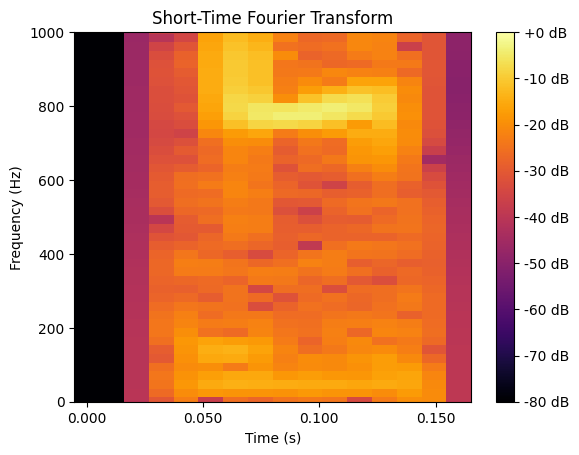 Short-Time Fourier Transform
1000
800
600
400
200
0
Frequency (Hz)
0.000
0.050
0.100
0.150
Time (s)
+0 dB
-10 dB
-20 dB
-30 dB
-40 dB
-50 dB
-60 dB
-70 dB
-80 dB